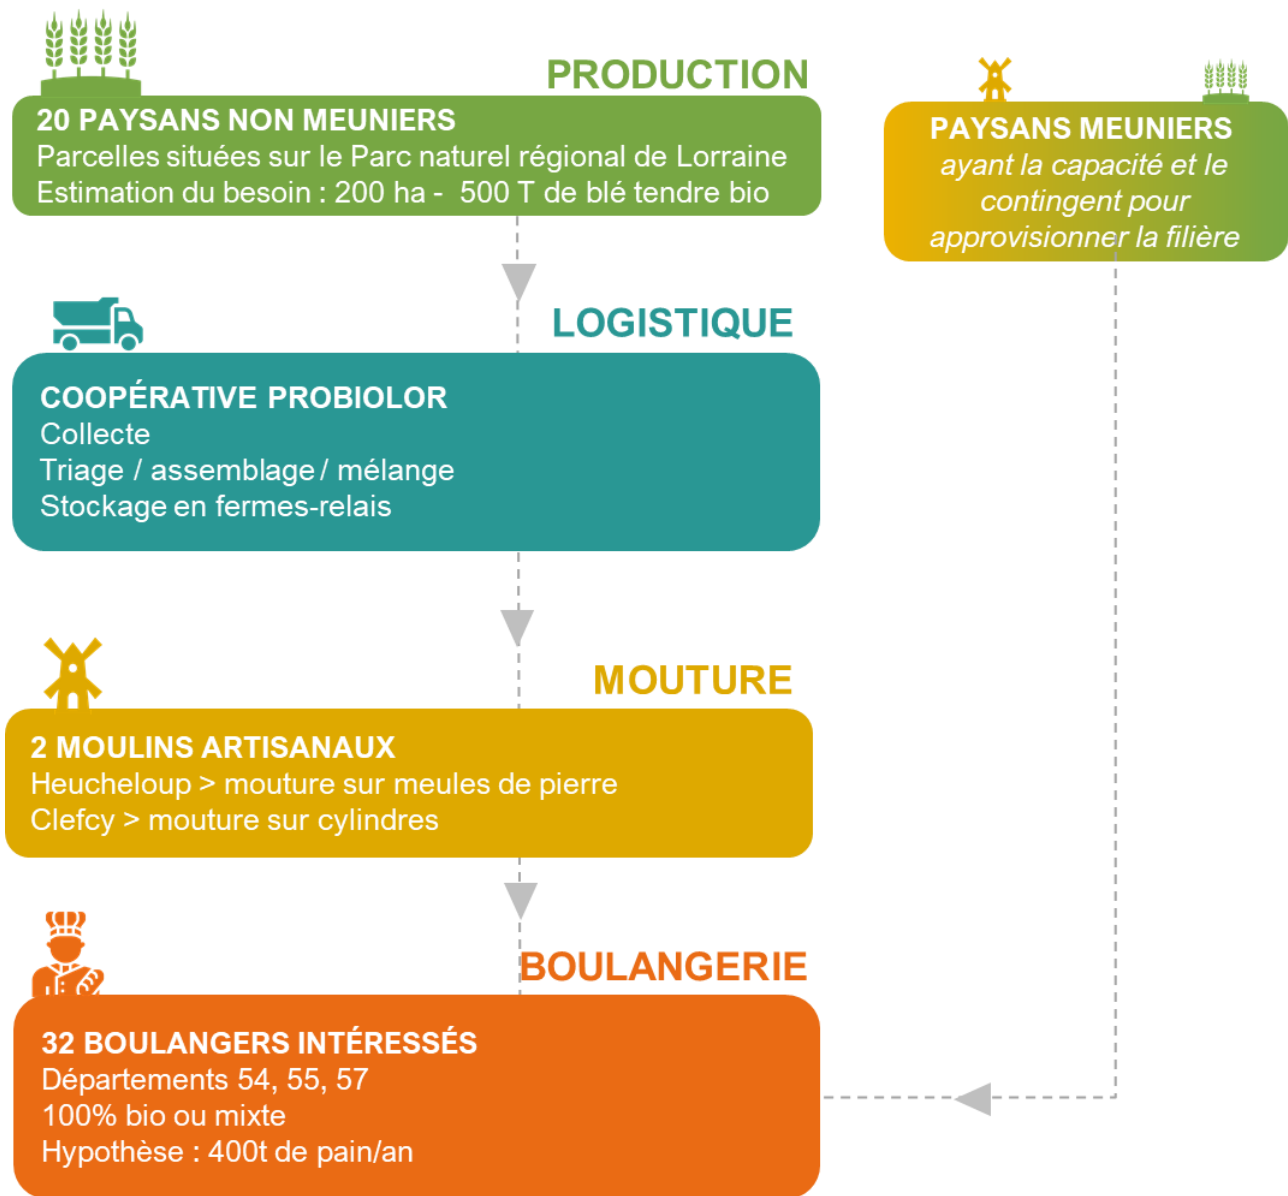 PRODUCTION
20 PAYSANS NON MEUNIERS
Parcelles situées sur le Parc naturel régional de Lorraine
Estimation du besoin : 200 ha - 500 T de blé tendre bio
PAYSANS MEUNIERS
ayant la capacité et le
contingent pour
approvisionner la filière
LOGISTIQUE
COOPÉRATIVE PROBIOLOR
Collecte
Triage / assemblage / mélange
Stockage en fermes-relais
MOUTURE
2 MOULINS ARTISANAUX
Heucheloup > mouture sur meules de pierre
Clefcy > mouture sur cylindres
BOULANGERIE
32 BOULANGERS INTÉRESSÉS
Départements 54, 55, 57
100% bio ou mixte
Hypothèse : 400t de pain/an